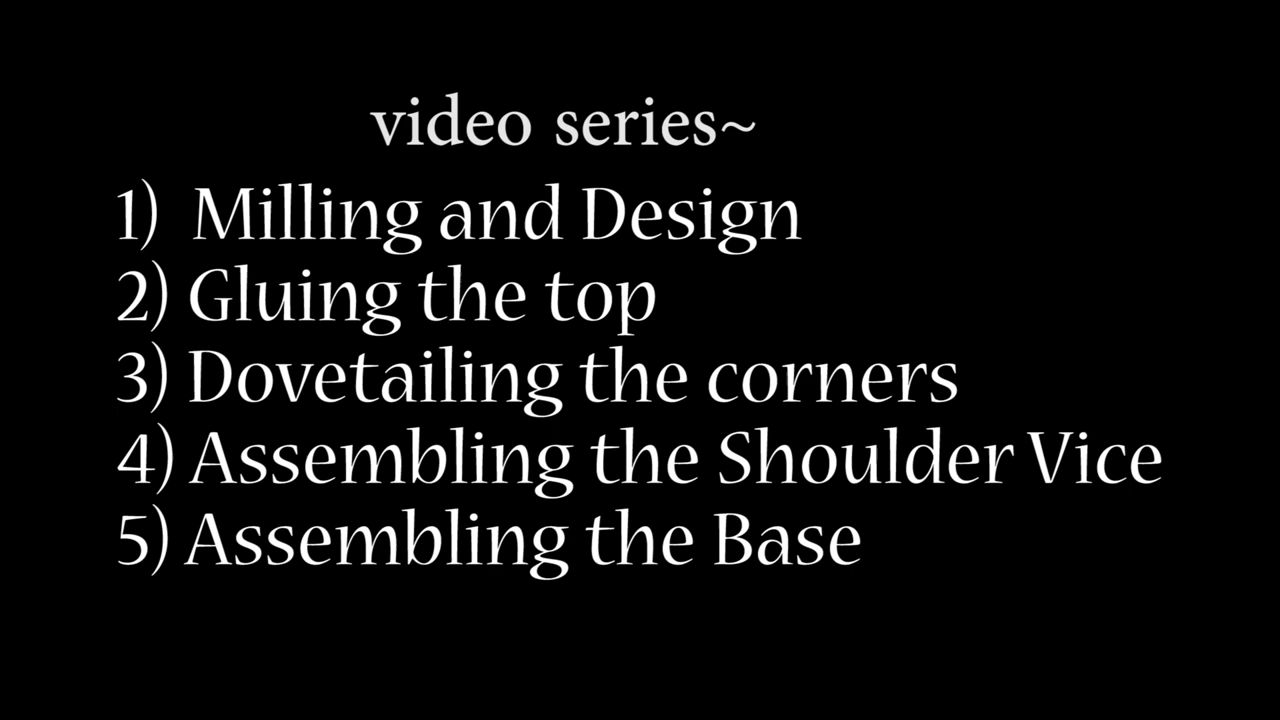 video series~
1) Milling and Design
2) Gluing the top
3) Dovetailing the corners
4) Assembling the Shoulder Vice
5) Assembling the Base